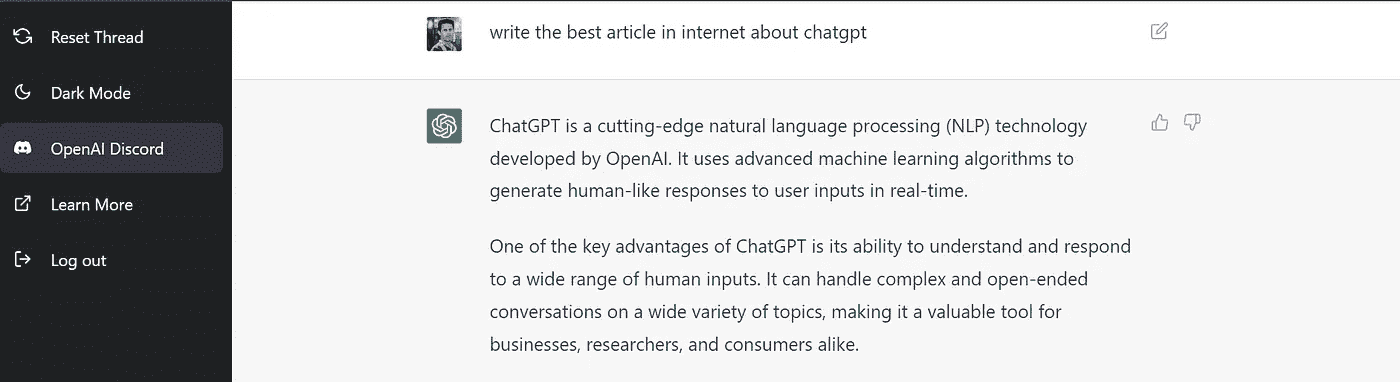 Reset Thread
Dark Mode
OpenAI Discord
Learn More
Log out
write the best article in internet about chatgpt
ChatGPT is a cutting-edge natural language processing (NLP) technology
developed by OpenAI. It uses advanced machine learning algorithms to
generate human-like responses to user inputs in real-time.
One of the key advantages of ChatGPT is its ability to understand and respond
to a wide range of human inputs. It can handle complex and open-ended
conversations on a wide variety of topics, making it a valuable tool for
businesses, researchers, and consumers alike.